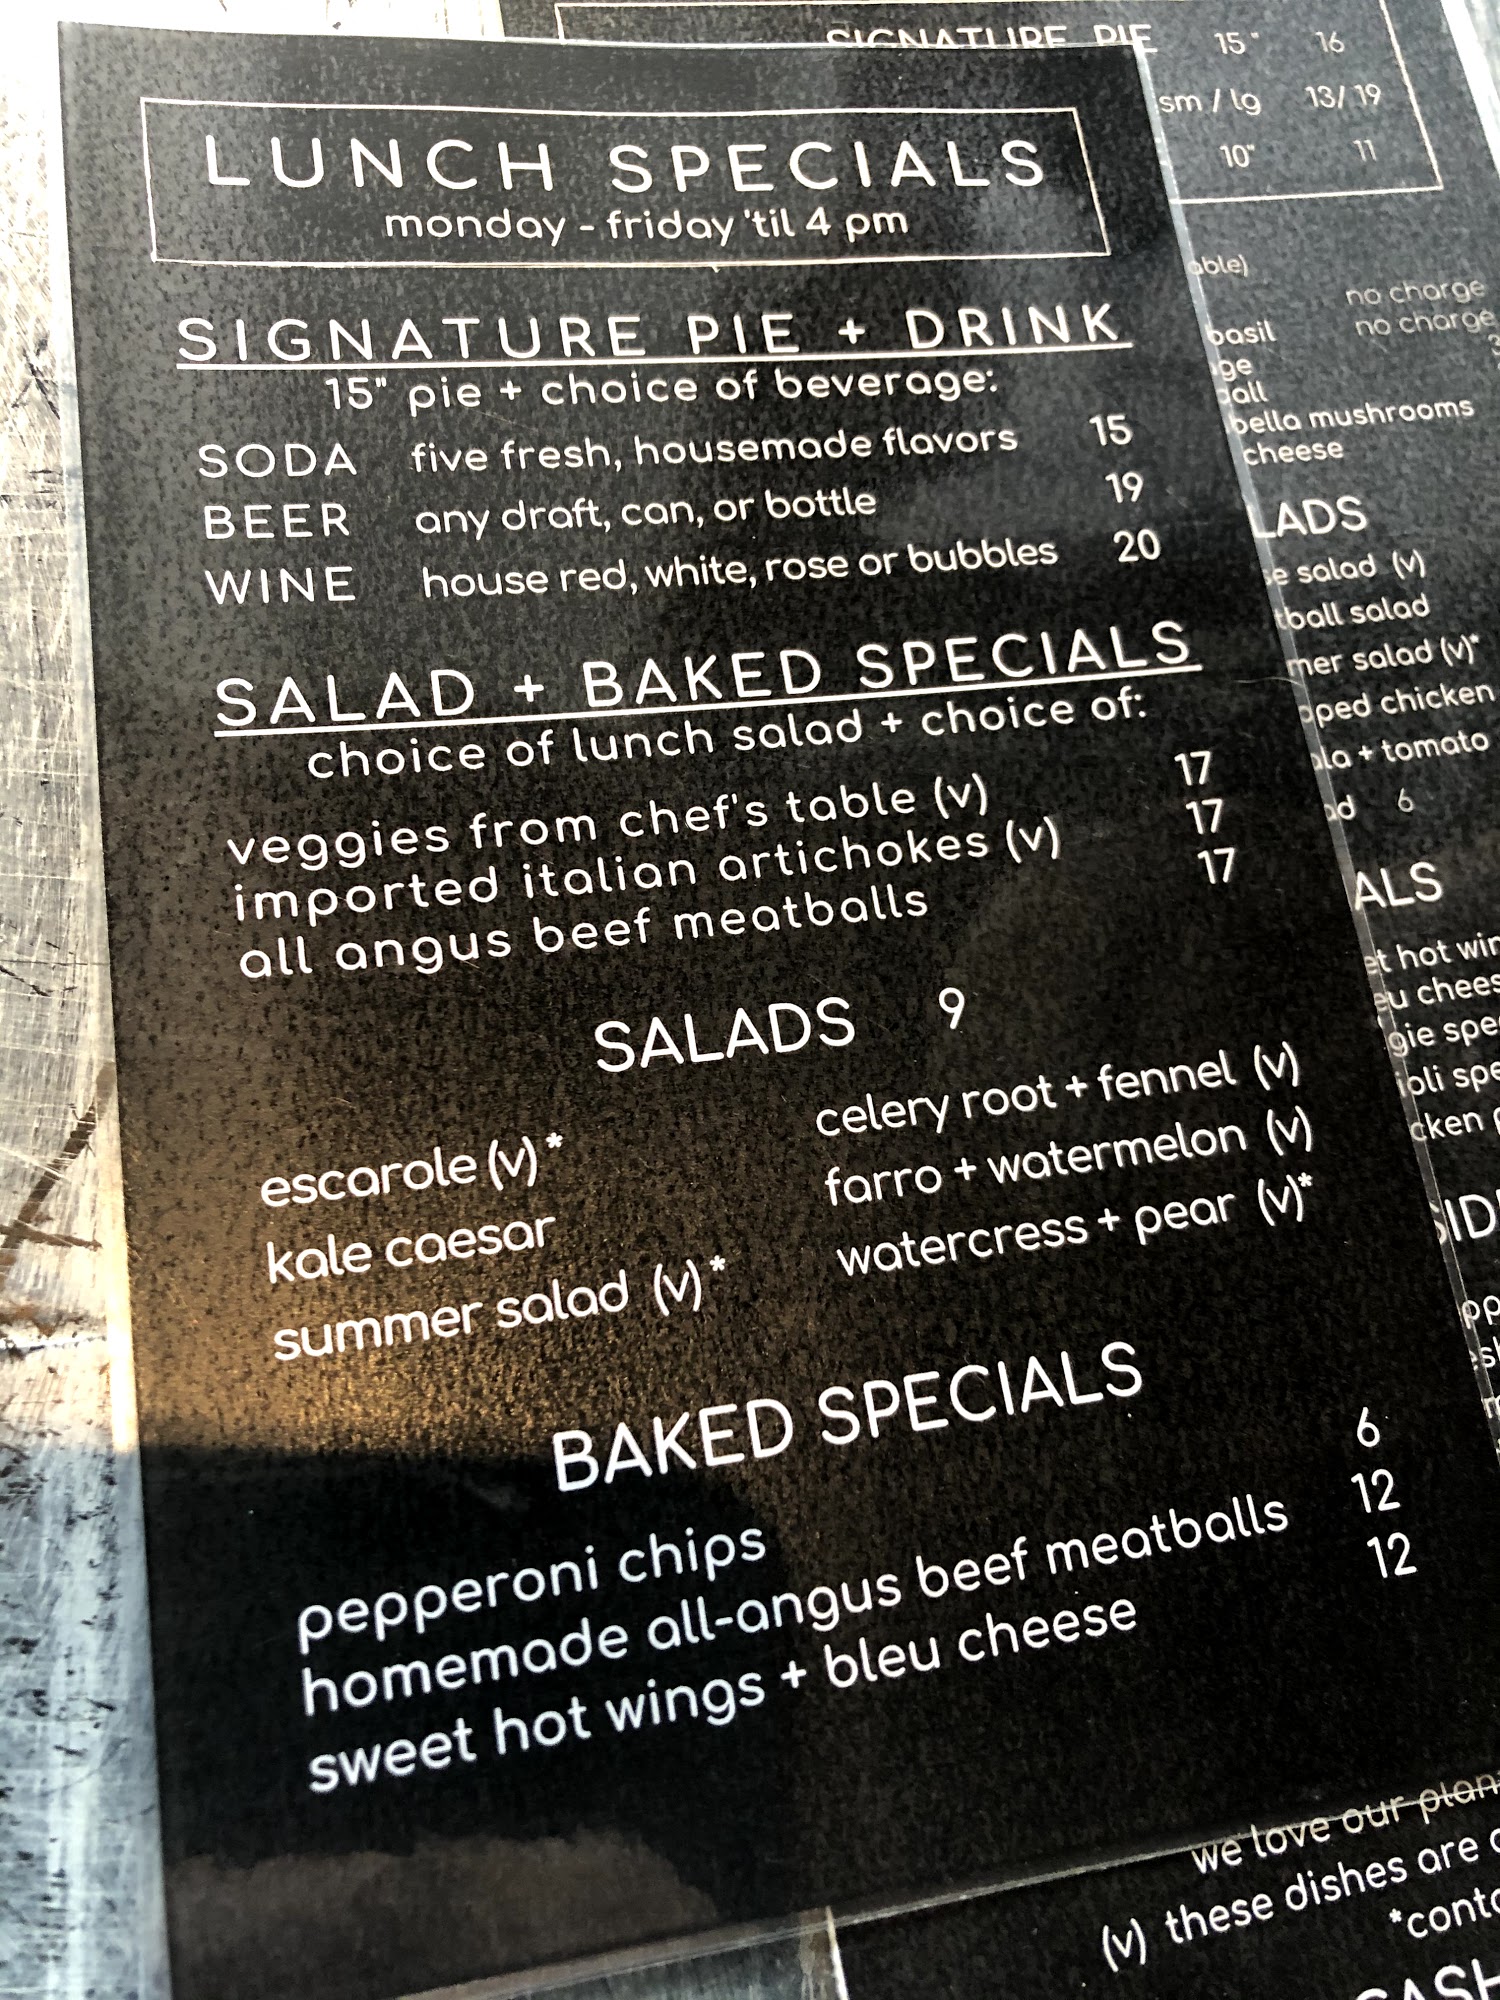 LUNCH SPECIALS
monday - friday 'til 4 pm
SIGNATURE PIE + DRINK
15" pie + choice of beverage:
SODA five fresh, housemade flavors 15
BEER any draft, can, or bottle 19
WINE house red, white, rose or bubbles 20
SALAD + BAKED SPECIALS
choice of lunch salad + choice of:
veggies from chef's table (v) 17
imported italian artichokes (v) 17
all angus beef meatballs 17
SALADS 9
escarole (v)*
kale caesar
summer salad (v)*
celery root + fennel (v)
farro + watermelon (v)
watercress + pear (v)*
BAKED SPECIALS
pepperoni chips 6
homemade all-angus beef meatballs 12
sweet hot wings + bleu cheese 12
SIGNATURE PIE 15" 16
sm / lg 13/ 19
10" 11
no charge
basil no charge
mushrooms
cheese
salad (v)
salad
salad (v)*
chicken
+ tomato
6
hot
we love our
(v) these dishes are